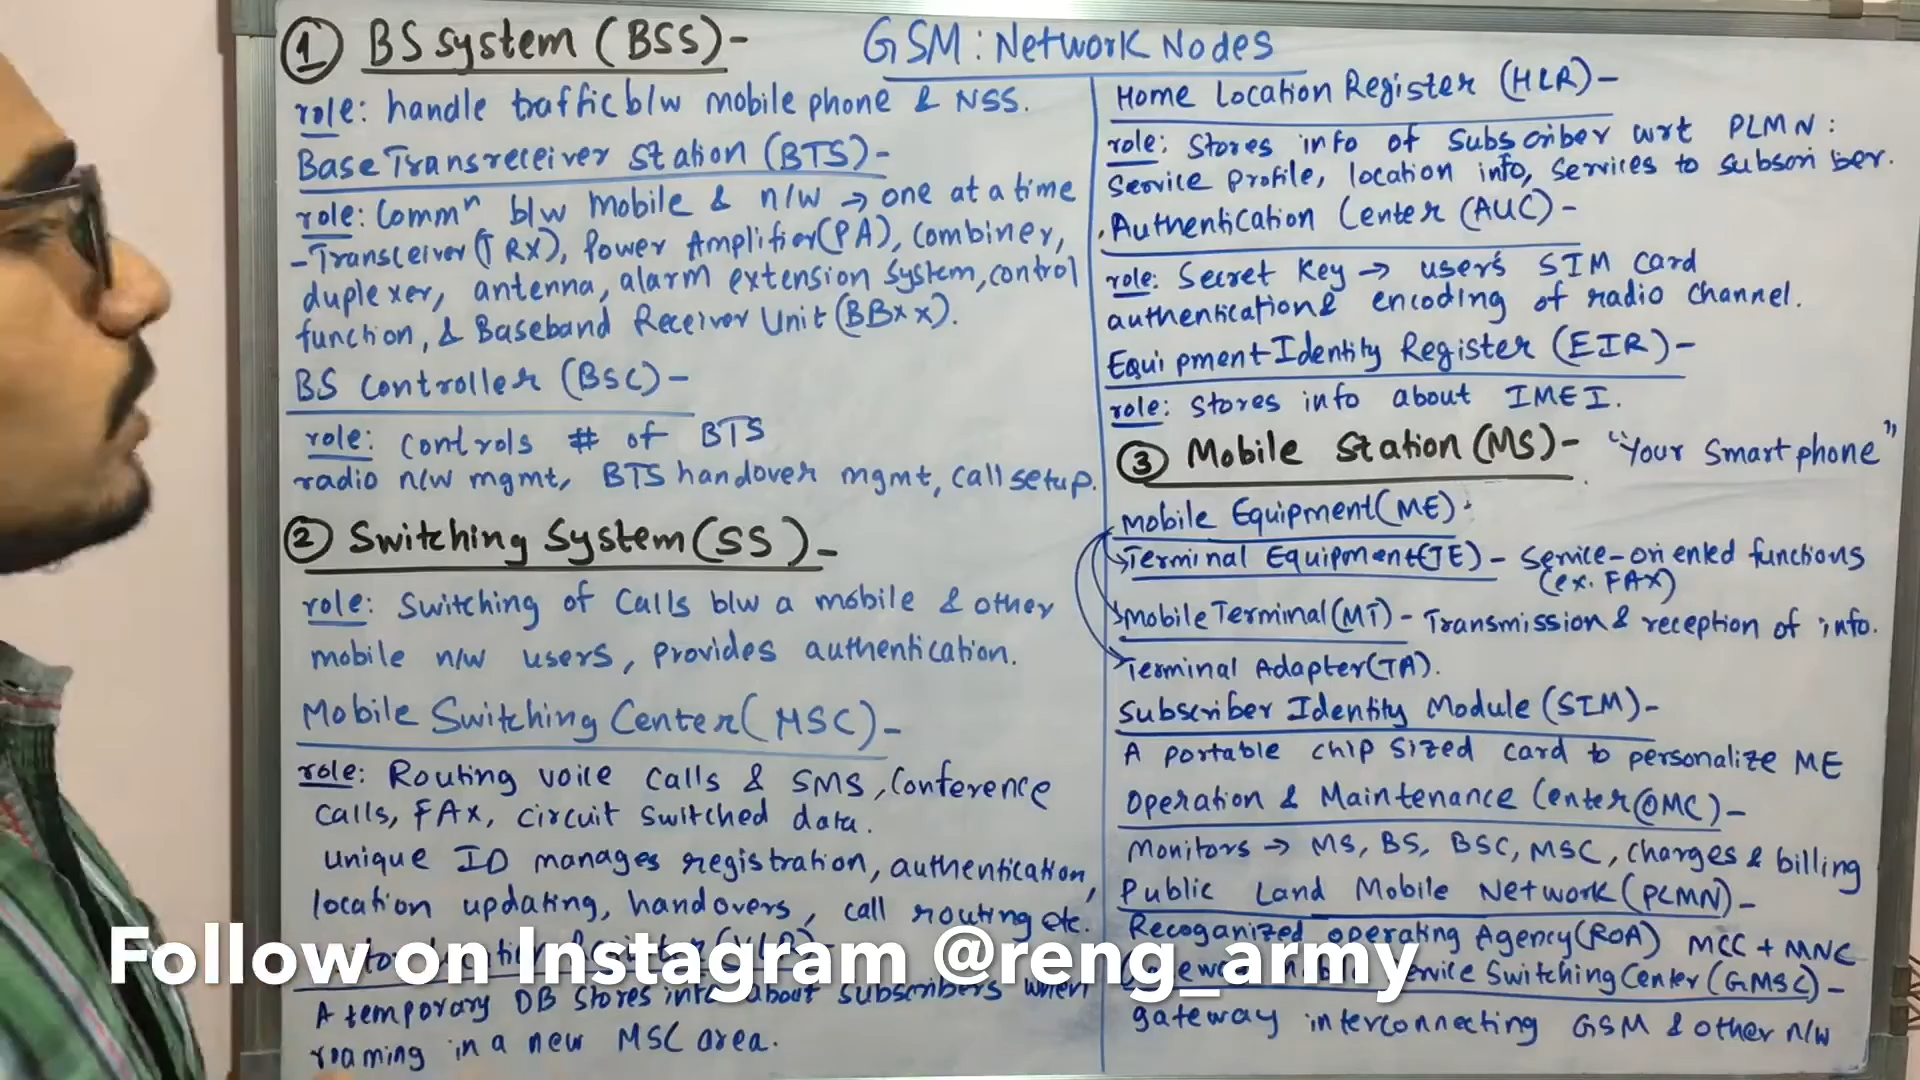 GSM: Network Nodes
① BS system (BSS)-
role: handle traffic b/w mobile phone & NSS.
Base Transreceiver Station (BTS)-
role: Commⁿ b/w mobile & n/w → one at a time
- Transceiver (TRX), Power Amplifier (PA), Combiner,
duplexer, antenna, alarm extension system, control
function, & Baseband Receiver Unit (BBxx).
BS Controller (BSC)-
role: Controls # of BTS
radio n/w mgmt, BTS handover mgmt, call setup.
② Switching System (SS)-
role: Switching of Calls b/w a mobile & other
mobile n/w users, provides authentication.
Mobile Switching Center (MSC)-
role: Routing voice calls & SMS, Conference
Calls, FAX, circuit switched data.
unique ID manages registration, authentication,
location updating, handovers, call routing etc.
A temporary DB stores info about subscribers when
roaming in a new MSC area.
Home Location Register (HLR)-
role: Stores info of Subscriber wrt PLMN:
Service Profile, location info, services to subscriber.
Authentication Center (AUC)-
role: Secret Key → user's SIM card
authentication & encoding of radio channel.
Equipment Identity Register (EIR)-
role: Stores info about IMEI.
③ Mobile Station (MS)- "Your Smartphone"
Mobile Equipment (ME).
Terminal Equipment (TE) - Service-oriented functions
(ex. FAX)
Mobile Terminal (MT) - Transmission & reception of info.
Terminal Adapter (TA).
Subscriber Identity Module (SIM)-
A portable chip sized card to personalize ME
Operation & Maintenance Center (OMC)-
Monitors → MS, BS, BSC, MSC, charges & billing
Public Land Mobile Network (PLMN)-
Recoganized operating Agency (ROA) MCC + MNC
Service Switching Center (GMSC)-
gateway interconnecting GSM & other n/w
Follow on Instagram @reng_army